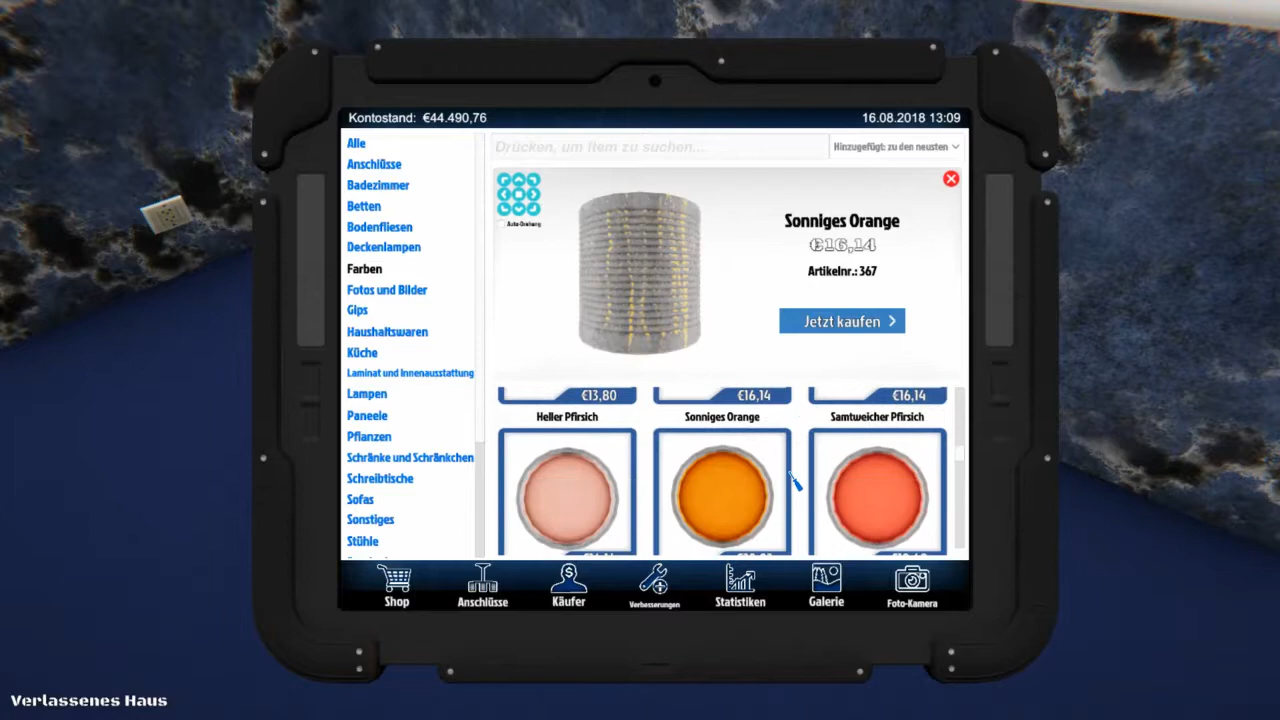 Kontostand: €44.490,76
16.08.2018 13:09
Alle
Anschlüsse
Badezimmer
Betten
Bodenfliesen
Deckenlampen
Farben
Fotos und Bilder
Gips
Haushaltswaren
Küche
Laminat und Innenausstattung
Lampen
Paneele
Pflanzen
Schränke und Schränkchen
Schreibtische
Sofas
Sonstiges
Stühle
Drücken, um Item zu suchen...
Hinzugefügt: zu den neusten
Auto-Drehung
Sonniges Orange
€16,14
Artikelnr.: 367
Jetzt kaufen
€13,80
€16,14
€16,14
Heller Pfirsich
Sonniges Orange
Samtweicher Pfirsich
Shop
Anschlüsse
Käufer
Verbesserungen
Statistiken
Galerie
Foto-Kamera
Verlassenes Haus